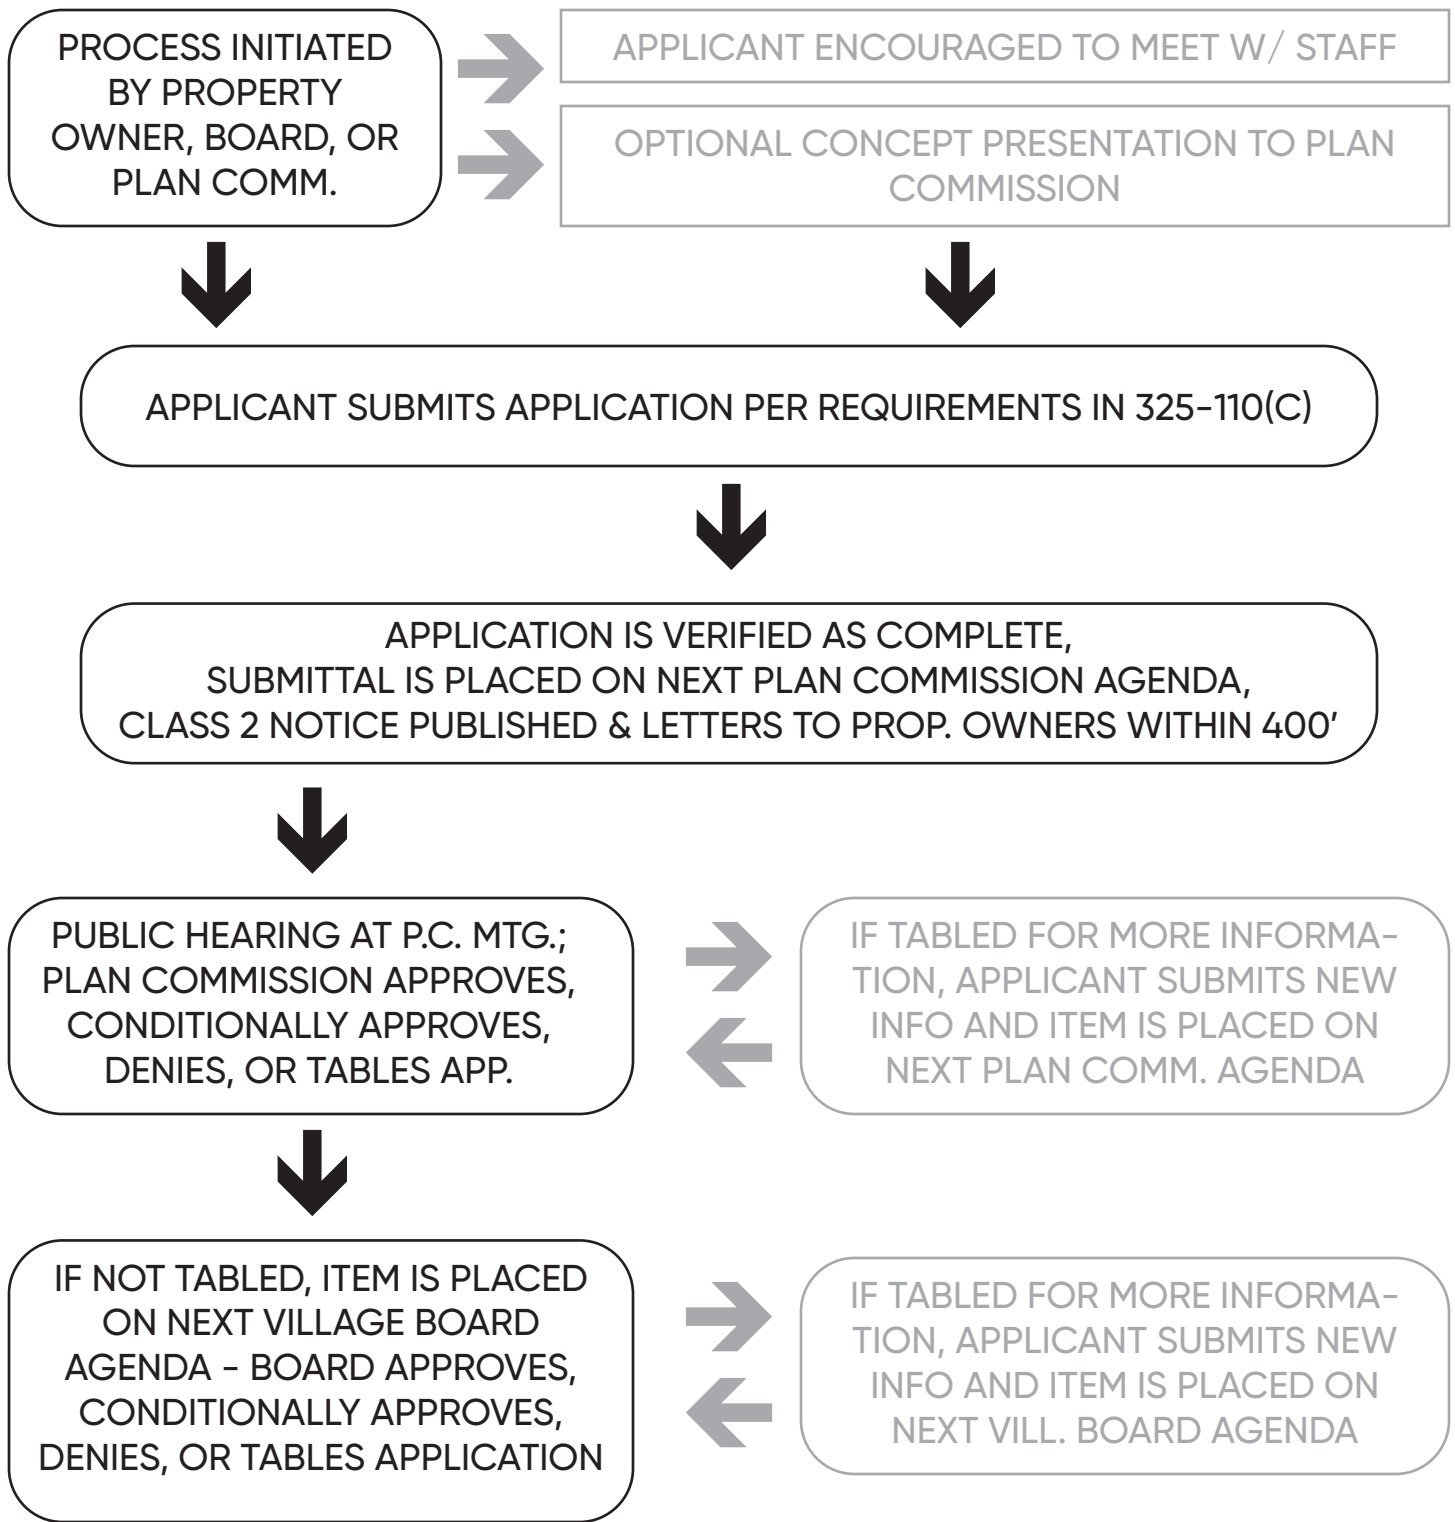 PROCESS INITIATED
BY PROPERTY
OWNER, BOARD, OR
PLAN COMM.
APPLICANT ENCOURAGED TO MEET W/ STAFF
OPTIONAL CONCEPT PRESENTATION TO PLAN
COMMISSION
APPLICANT SUBMITS APPLICATION PER REQUIREMENTS IN 325-110(C)
APPLICATION IS VERIFIED AS COMPLETE,
SUBMITTAL IS PLACED ON NEXT PLAN COMMISSION AGENDA,
CLASS 2 NOTICE PUBLISHED & LETTERS TO PROP. OWNERS WITHIN 400’
PUBLIC HEARING AT P.C. MTG.;
PLAN COMMISSION APPROVES,
CONDITIONALLY APPROVES,
DENIES, OR TABLES APP.
IF TABLED FOR MORE INFORMA-
TION, APPLICANT SUBMITS NEW
INFO AND ITEM IS PLACED ON
NEXT PLAN COMM. AGENDA
IF NOT TABLED, ITEM IS PLACED
ON NEXT VILLAGE BOARD
AGENDA - BOARD APPROVES,
CONDITIONALLY APPROVES,
DENIES, OR TABLES APPLICATION
IF TABLED FOR MORE INFORMA-
TION, APPLICANT SUBMITS NEW
INFO AND ITEM IS PLACED ON
NEXT VILL. BOARD AGENDA